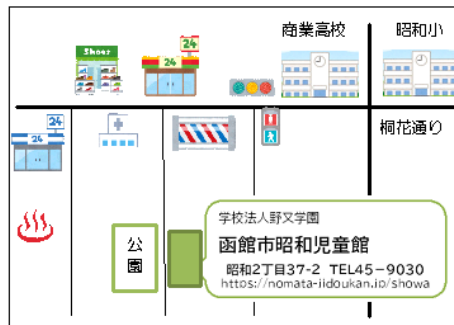 商業高校
昭和小
Shoes
24
24
24
桐花通り
公園
学校法人野又学園
函館市昭和児童館
昭和2丁目37-2 TEL45-9030
https://nomata-jidoukan.jp/showa